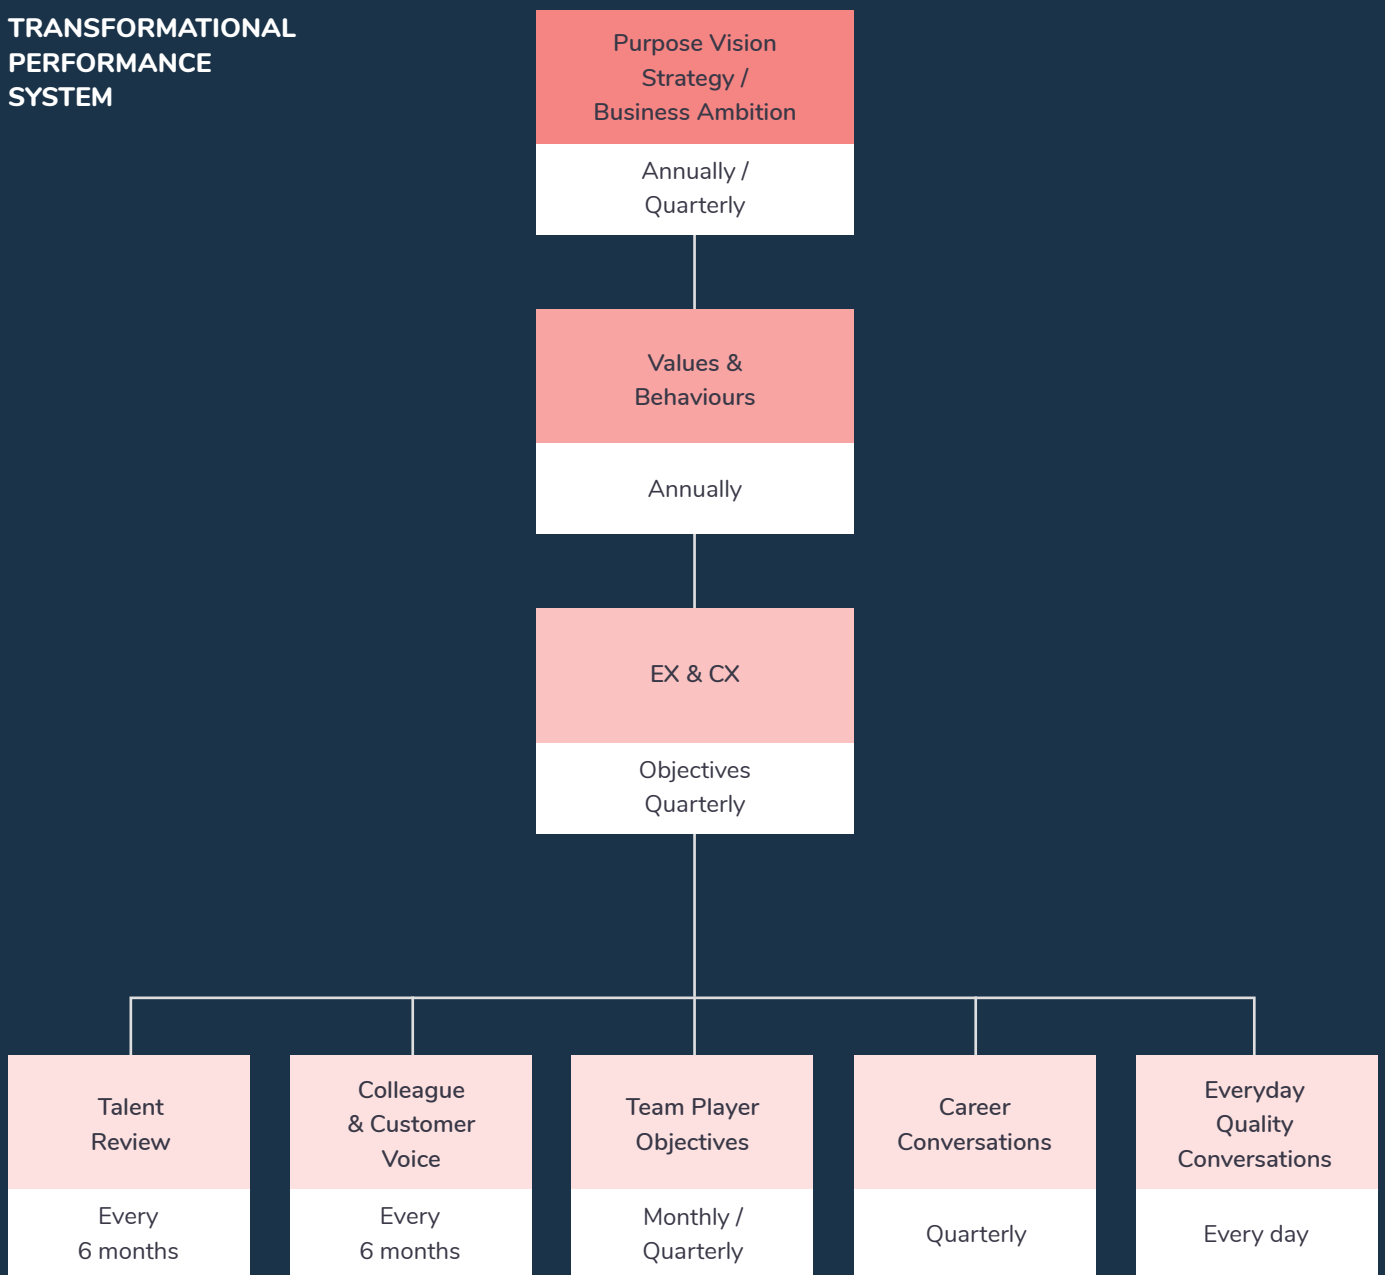 TRANSFORMATIONAL
PERFORMANCE
SYSTEM
Purpose Vision
Strategy /
Business Ambition
Annually /
Quarterly
Values &
Behaviours
Annually
EX & CX
Objectives
Quarterly
Talent
Review
Every
6 months
Colleague
& Customer
Voice
Every
6 months
Team Player
Objectives
Monthly /
Quarterly
Career
Conversations
Quarterly
Everyday
Quality
Conversations
Every day